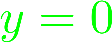 y = 0